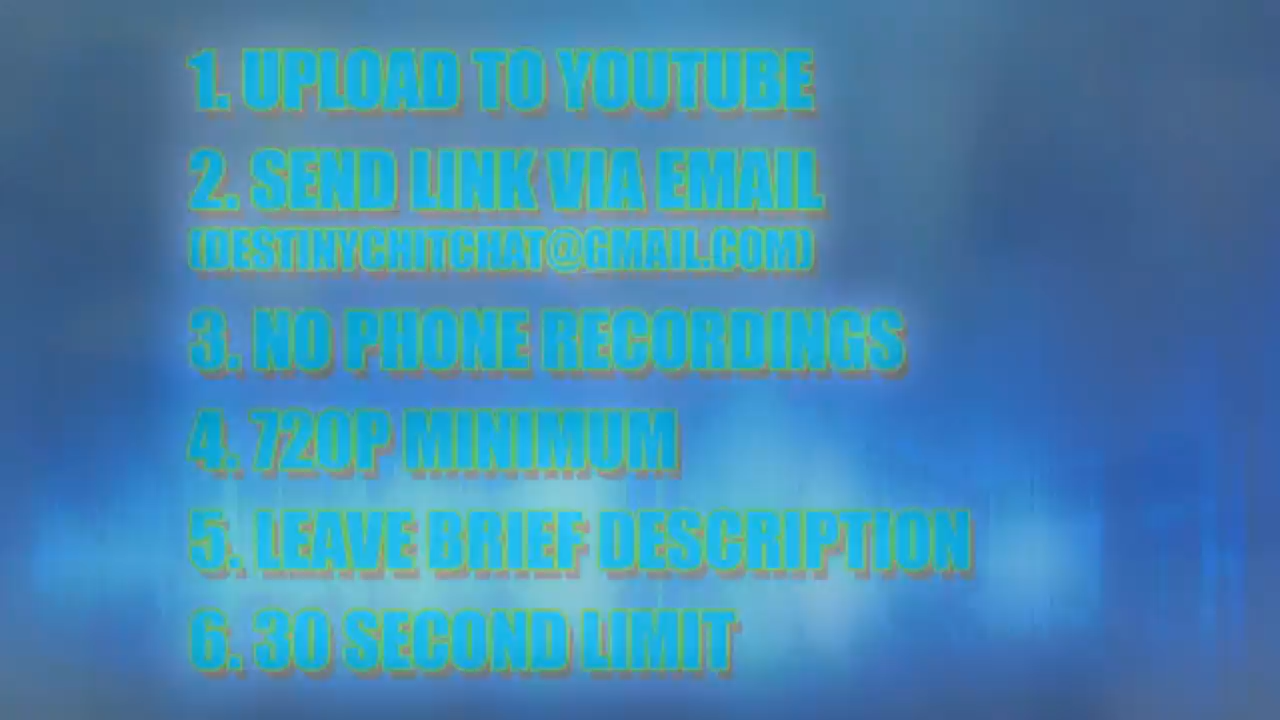 1. UPLOAD TO YOUTUBE
2. SEND LINK VIA EMAIL
(DESTINYCHITCHAT@GMAIL.COM)
3. NO PHONE RECORDINGS
4. 720P MINIMUM
5. LEAVE BRIEF DESCRIPTION
6. 30 SECOND LIMIT